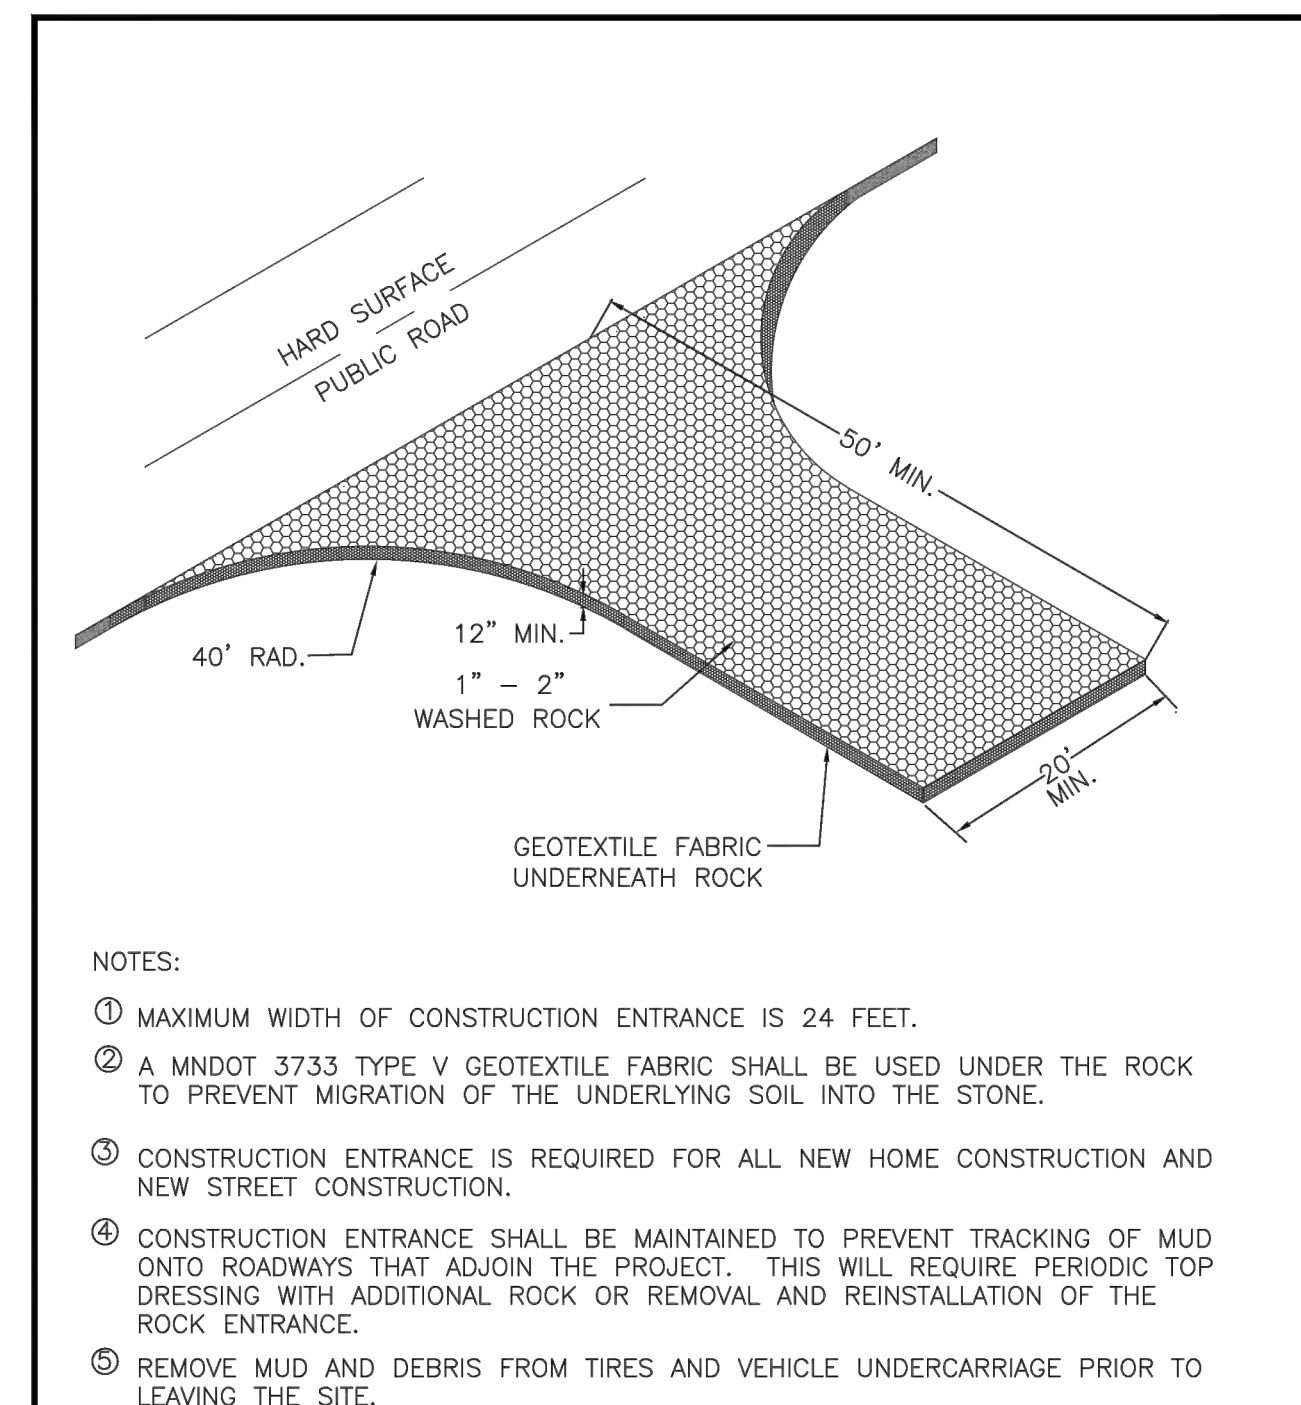 HARD SURFACE
PUBLIC ROAD
50' MIN.
12" MIN.
40' RAD.
1" – 2"
WASHED ROCK
20'
MIN.
GEOTEXTILE FABRIC
UNDERNEATH ROCK
NOTES:
① MAXIMUM WIDTH OF CONSTRUCTION ENTRANCE IS 24 FEET.
② A MNDOT 3733 TYPE V GEOTEXTILE FABRIC SHALL BE USED UNDER THE ROCK
TO PREVENT MIGRATION OF THE UNDERLYING SOIL INTO THE STONE.
③ CONSTRUCTION ENTRANCE IS REQUIRED FOR ALL NEW HOME CONSTRUCTION AND
NEW STREET CONSTRUCTION.
④ CONSTRUCTION ENTRANCE SHALL BE MAINTAINED TO PREVENT TRACKING OF MUD
ONTO ROADWAYS THAT ADJOIN THE PROJECT. THIS WILL REQUIRE PERIODIC TOP
DRESSING WITH ADDITIONAL ROCK OR REMOVAL AND REINSTALLATION OF THE
ROCK ENTRANCE.
⑤ REMOVE MUD AND DEBRIS FROM TIRES AND VEHICLE UNDERCARRIAGE PRIOR TO
LEAVING THE SITE.